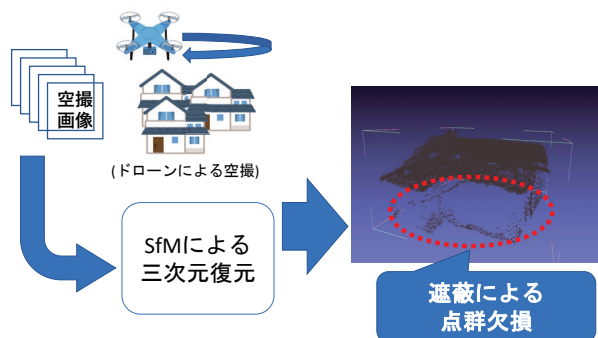 空撮
画像
(ドローンによる空撮)
SfMによる
三次元復元
遮蔽による
点群欠損